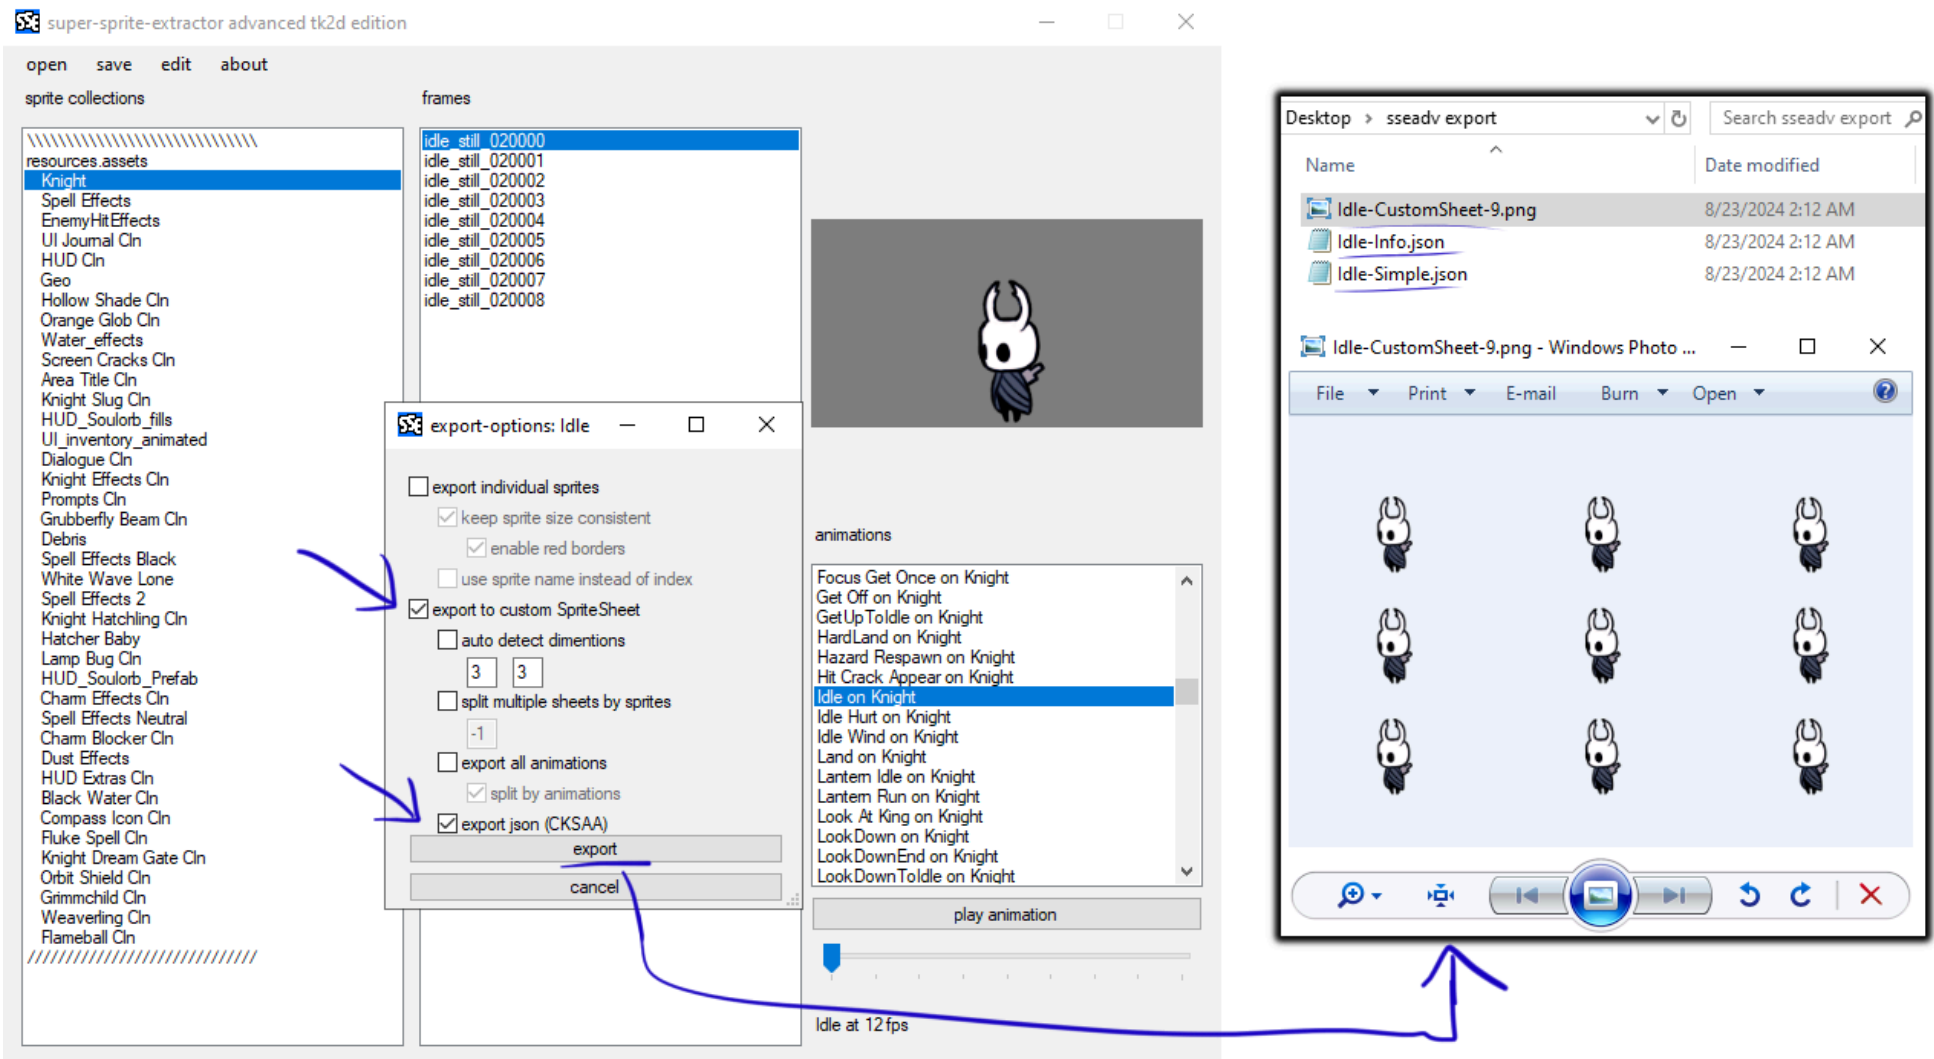 super-sprite-extractor advanced tk2d edition
open save edit about
sprite collections
\\\\\\\\\\\\\\\\\\\\\\\\\\\\\
resources.assets
Knight
Spell Effects
EnemyHitEffects
UI Journal Cln
HUD Cln
Geo
Hollow Shade Cln
Orange Glob Cln
Water_effects
Screen Cracks Cln
Area Title Cln
Knight Slug Cln
HUD_Soulorb_fills
UI_inventory_animated
Dialogue Cln
Knight Effects Cln
Prompts Cln
Grubberfly Beam Cln
Debris
Spell Effects Black
White Wave Lone
Spell Effects 2
Knight Hatchling Cln
Hatcher Baby
Lamp Bug Cln
HUD_Soulorb_Prefab
Charm Effects Cln
Spell Effects Neutral
Charm Blocker Cln
Dust Effects
HUD Extras Cln
Black Water Cln
Compass Icon Cln
Fluke Spell Cln
Knight Dream Gate Cln
Orbit Shield Cln
Grimmchild Cln
Weaverling Cln
Flameball Cln
/////////////////////////////
frames
idle_still_020000
idle_still_020001
idle_still_020002
idle_still_020003
idle_still_020004
idle_still_020005
idle_still_020006
idle_still_020007
idle_still_020008
export-options: Idle
export individual sprites
keep sprite size consistent
enable red borders
use sprite name instead of index
export to custom SpriteSheet
auto detect dimentions
3 3
split multiple sheets by sprites
-1
export all animations
split by animations
export json (CKSAA)
export
cancel
animations
Focus Get Once on Knight
Get Off on Knight
GetUpToIdle on Knight
HardLand on Knight
Hazard Respawn on Knight
Hit Crack Appear on Knight
Idle on Knight
Idle Hurt on Knight
Idle Wind on Knight
Land on Knight
Lantern Idle on Knight
Lantern Run on Knight
Look At King on Knight
LookDown on Knight
LookDownEnd on Knight
LookDownToIdle on Knight
play animation
Idle at 12 fps
Desktop > sseadv export
Search sseadv export
Name Date modified
Idle-CustomSheet-9.png 8/23/2024 2:12 AM
Idle-Info.json 8/23/2024 2:12 AM
Idle-Simple.json 8/23/2024 2:12 AM
Idle-CustomSheet-9.png - Windows Photo ...
File Print E-mail Burn Open